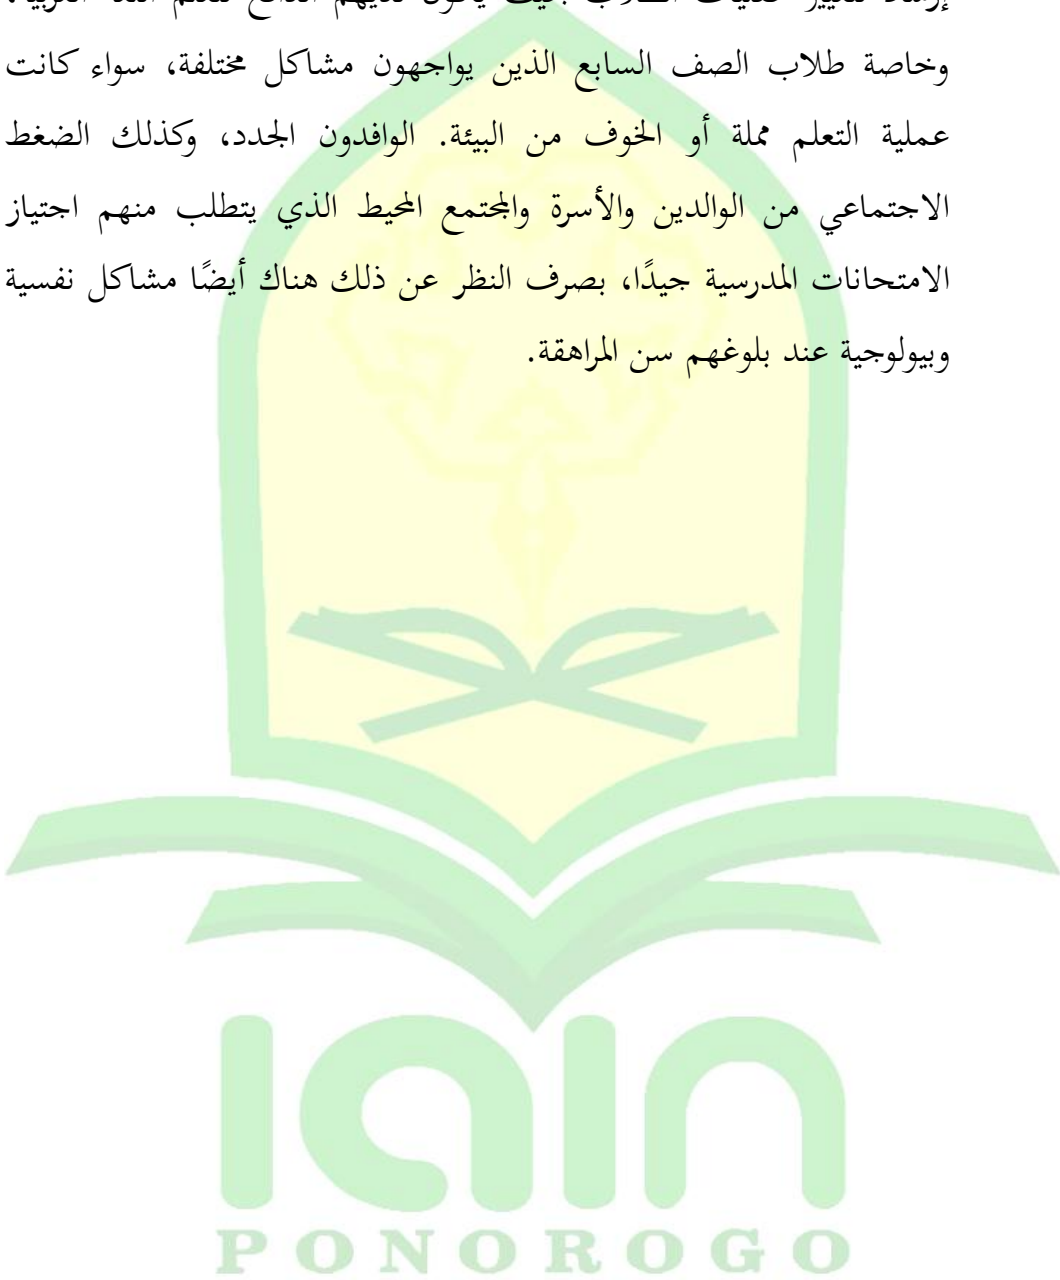 وخاصة طلاب الصف السابع الذين يواجهون مشاكل مختلفة، سواء كانت
عملية التعلم مملة أو الخوف من البيئة. الوافدون الجدد، وكذلك الضغط
الاجتماعي من الوالدين والأسرة والمجتمع المحيط الذي يتطلب منهم اجتياز
الامتحانات المدرسية جيدًا، بصرف النظر عن ذلك هناك أيضًا مشاكل نفسية
وبيولوجية عند بلوغهم سن المراهقة.
iain
PONOROGO